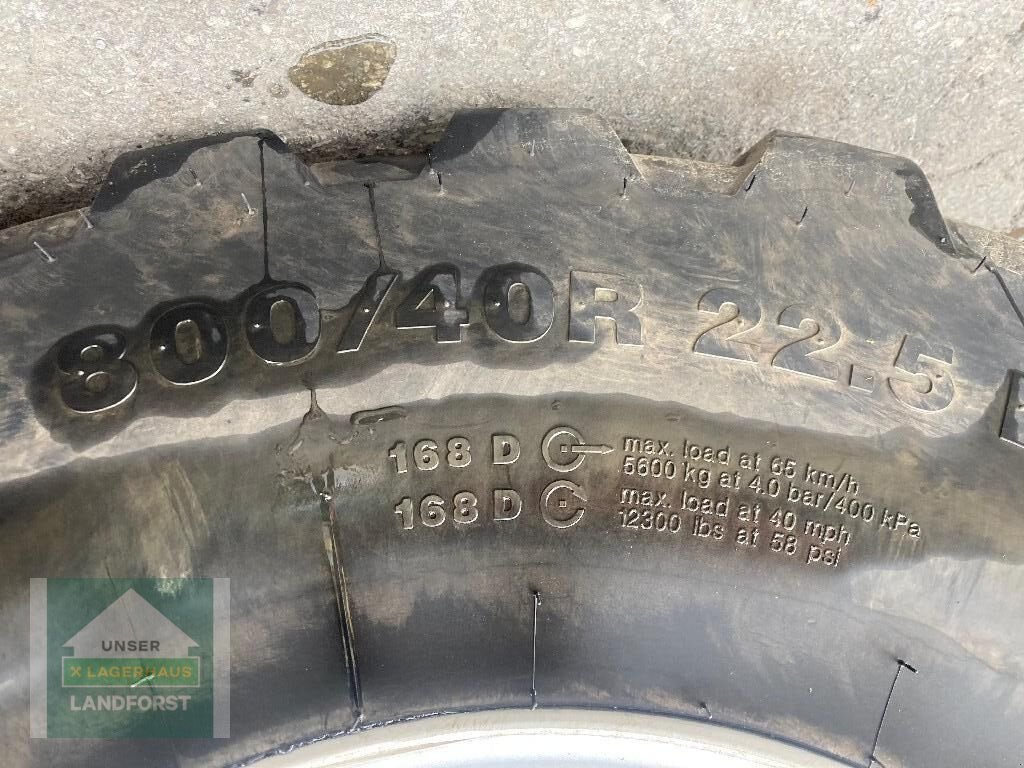 800/40R 22.5
168 D
max. load at 65 km/h
5600 kg at 4.0 bar/400 kPa
168 D
max. load at 40 mph
12300 lbs at 58 psi
UNSER
X LAGERHAUS
LANDFORST